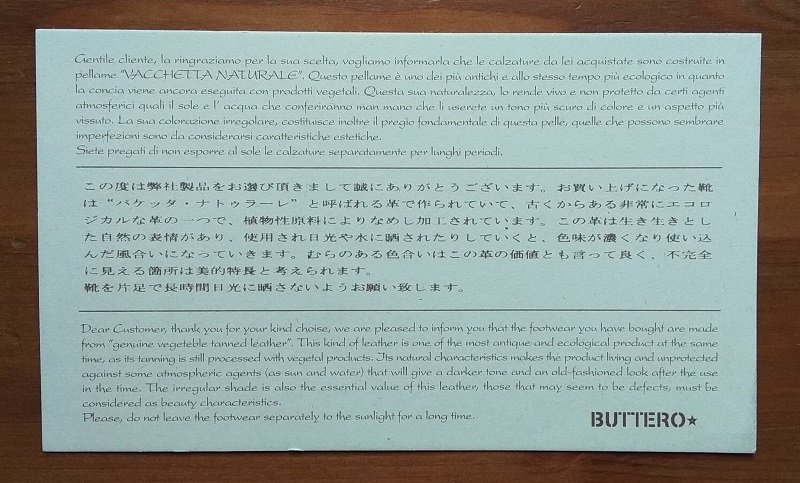 Gentile cliente, la ringraziamo per la sua scelta, vogliamo informarla che le calzature da lei acquistate sono costruite in
pellame "VACCHETTA NATURALE". Questo pellame è uno dei più antichi e allo stesso tempo più ecologico in quanto
la concia viene ancora eseguita con prodotti vegetali. Questa sua naturalezza, lo rende vivo e non protetto da certi agenti
atmosferici quali il sole e l' acqua che conferiranno man mano che li userete un tono più scuro di colore e un aspetto più
vissuto. La sua colorazione irregolare, costituisce inoltre il pregio fondamentale di questa pelle, quelle che possono sembrare
imperfezioni sono da considerarsi caratteristiche estetiche.
Siete pregati di non esporre al sole le calzature separatamente per lunghi periodi.
この度は弊社製品をお選び頂きまして誠にありがとうございます。お買い上げになった靴
は"バケッタ・ナトゥラーレ"と呼ばれる革で作られていて、古くからある非常にエコロ
ジカルな革の一つで、植物性原料によりなめし加工されています。この革は生き生きとし
た自然の表情があり、使用され日光や水に晒されたりしていくと、色味が濃くなり使い込
んだ風合いになっていきます。むらのある色合いはこの革の価値とも言って良く、不完全
に見える箇所は美的特長と考えられます。
靴を片足で長時間日光に晒さないようお願い致します。
Dear Customer, thank you for your kind choise, we are pleased to inform you that the footwear you have bought are made
from "genuine vegeteble tanned leather". This kind of leather is one of the most antique and ecological product at the same
time, as its tanning is still processed with vegetal products. Its natural characteristics makes the product living and unprotected
against some atmospheric agents (as sun and water) that will give a darker tone and an old-fashioned look after the use
in the time. The irregular shade is also the essential value of this leather, those that may seem to be defects, must be
considered as beauty characteristics.
Please, do not leave the footwear separately to the sunlight for a long time.
BUTTERO★